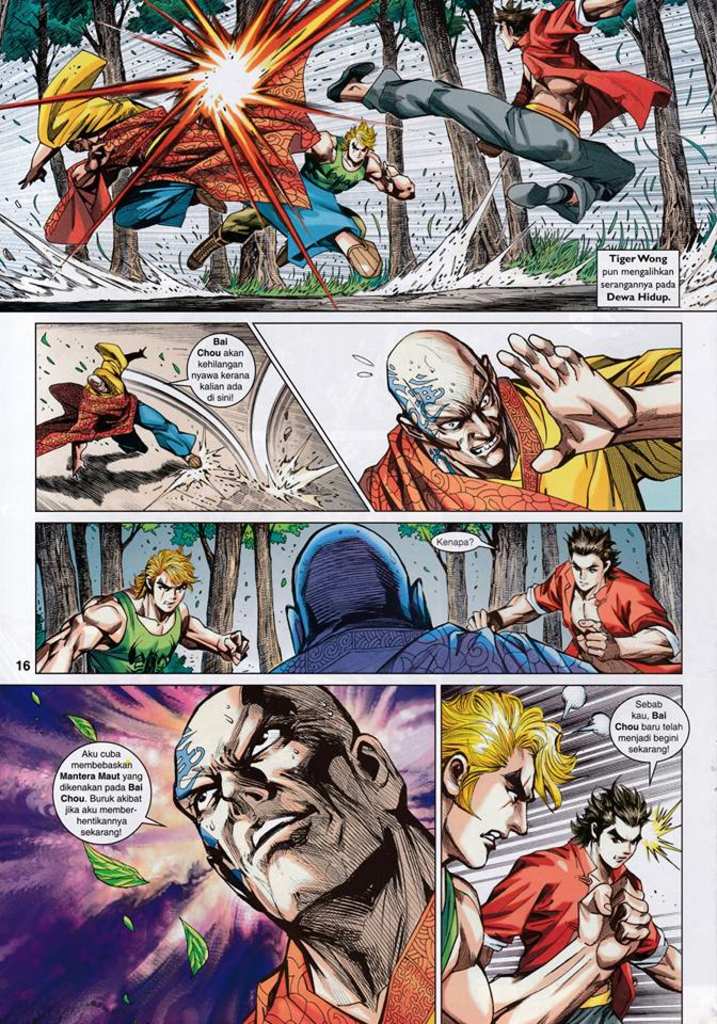 Tiger Wong
pun mengalihkan
serangannya pada
Dewa Hidup.
Bai
Chou akan
kehilangan
nyawa kerana
kalian ada
di sini!
Kenapa?
16
Aku cuba
membebaskan
Mantera Maut yang
dikenakan pada Bai
Chou. Buruk akibat
jika aku member-
hentikannya
sekarang!
Sebab
kau, Bai
Chou baru telah
menjadi begini
sekarang!